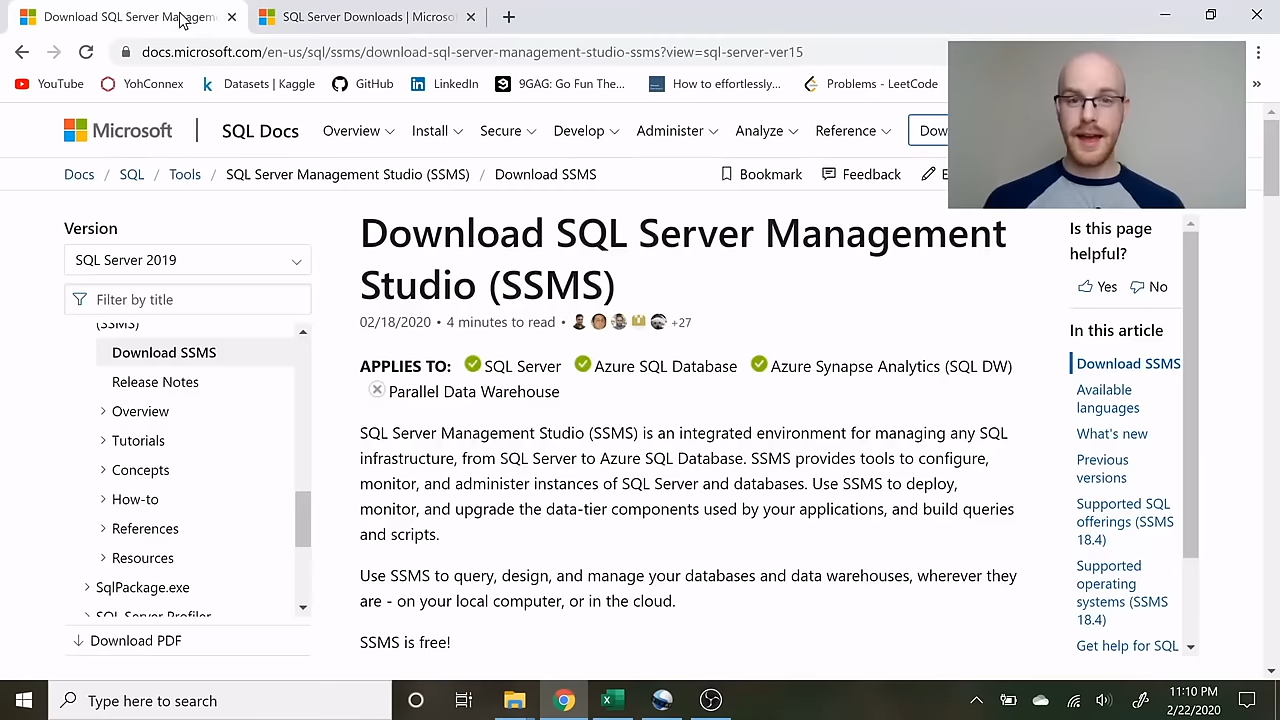 Download SQL Server Managem
SQL Server Downloads | Microsof
docs.microsoft.com/en-us/sql/ssms/download-sql-server-management-studio-ssms?view=sql-server-ver15
YouTube
YohConnex
Datasets | Kaggle
GitHub
LinkedIn
9GAG: Go Fun The...
How to effortlessly...
Problems - LeetCode
Microsoft
SQL Docs
Overview
Install
Secure
Develop
Administer
Analyze
Reference
Dow
Docs / SQL / Tools / SQL Server Management Studio (SSMS) / Download SSMS
Bookmark
Feedback
E
Version
SQL Server 2019
Filter by title
(SSMS)
Download SSMS
Release Notes
Overview
Tutorials
Concepts
How-to
References
Resources
SqlPackage.exe
SQL Server Profiler
Download PDF
Download SQL Server Management
Studio (SSMS)
02/18/2020 • 4 minutes to read • +27
APPLIES TO: SQL Server Azure SQL Database Azure Synapse Analytics (SQL DW)
Parallel Data Warehouse
SQL Server Management Studio (SSMS) is an integrated environment for managing any SQL
infrastructure, from SQL Server to Azure SQL Database. SSMS provides tools to configure,
monitor, and administer instances of SQL Server and databases. Use SSMS to deploy,
monitor, and upgrade the data-tier components used by your applications, and build queries
and scripts.
Use SSMS to query, design, and manage your databases and data warehouses, wherever they
are - on your local computer, or in the cloud.
SSMS is free!
Is this page
helpful?
Yes No
In this article
Download SSMS
Available
languages
What's new
Previous
versions
Supported SQL
offerings (SSMS
18.4)
Supported
operating
systems (SSMS
18.4)
Get help for SQL
Type here to search
11:10 PM
2/22/2020